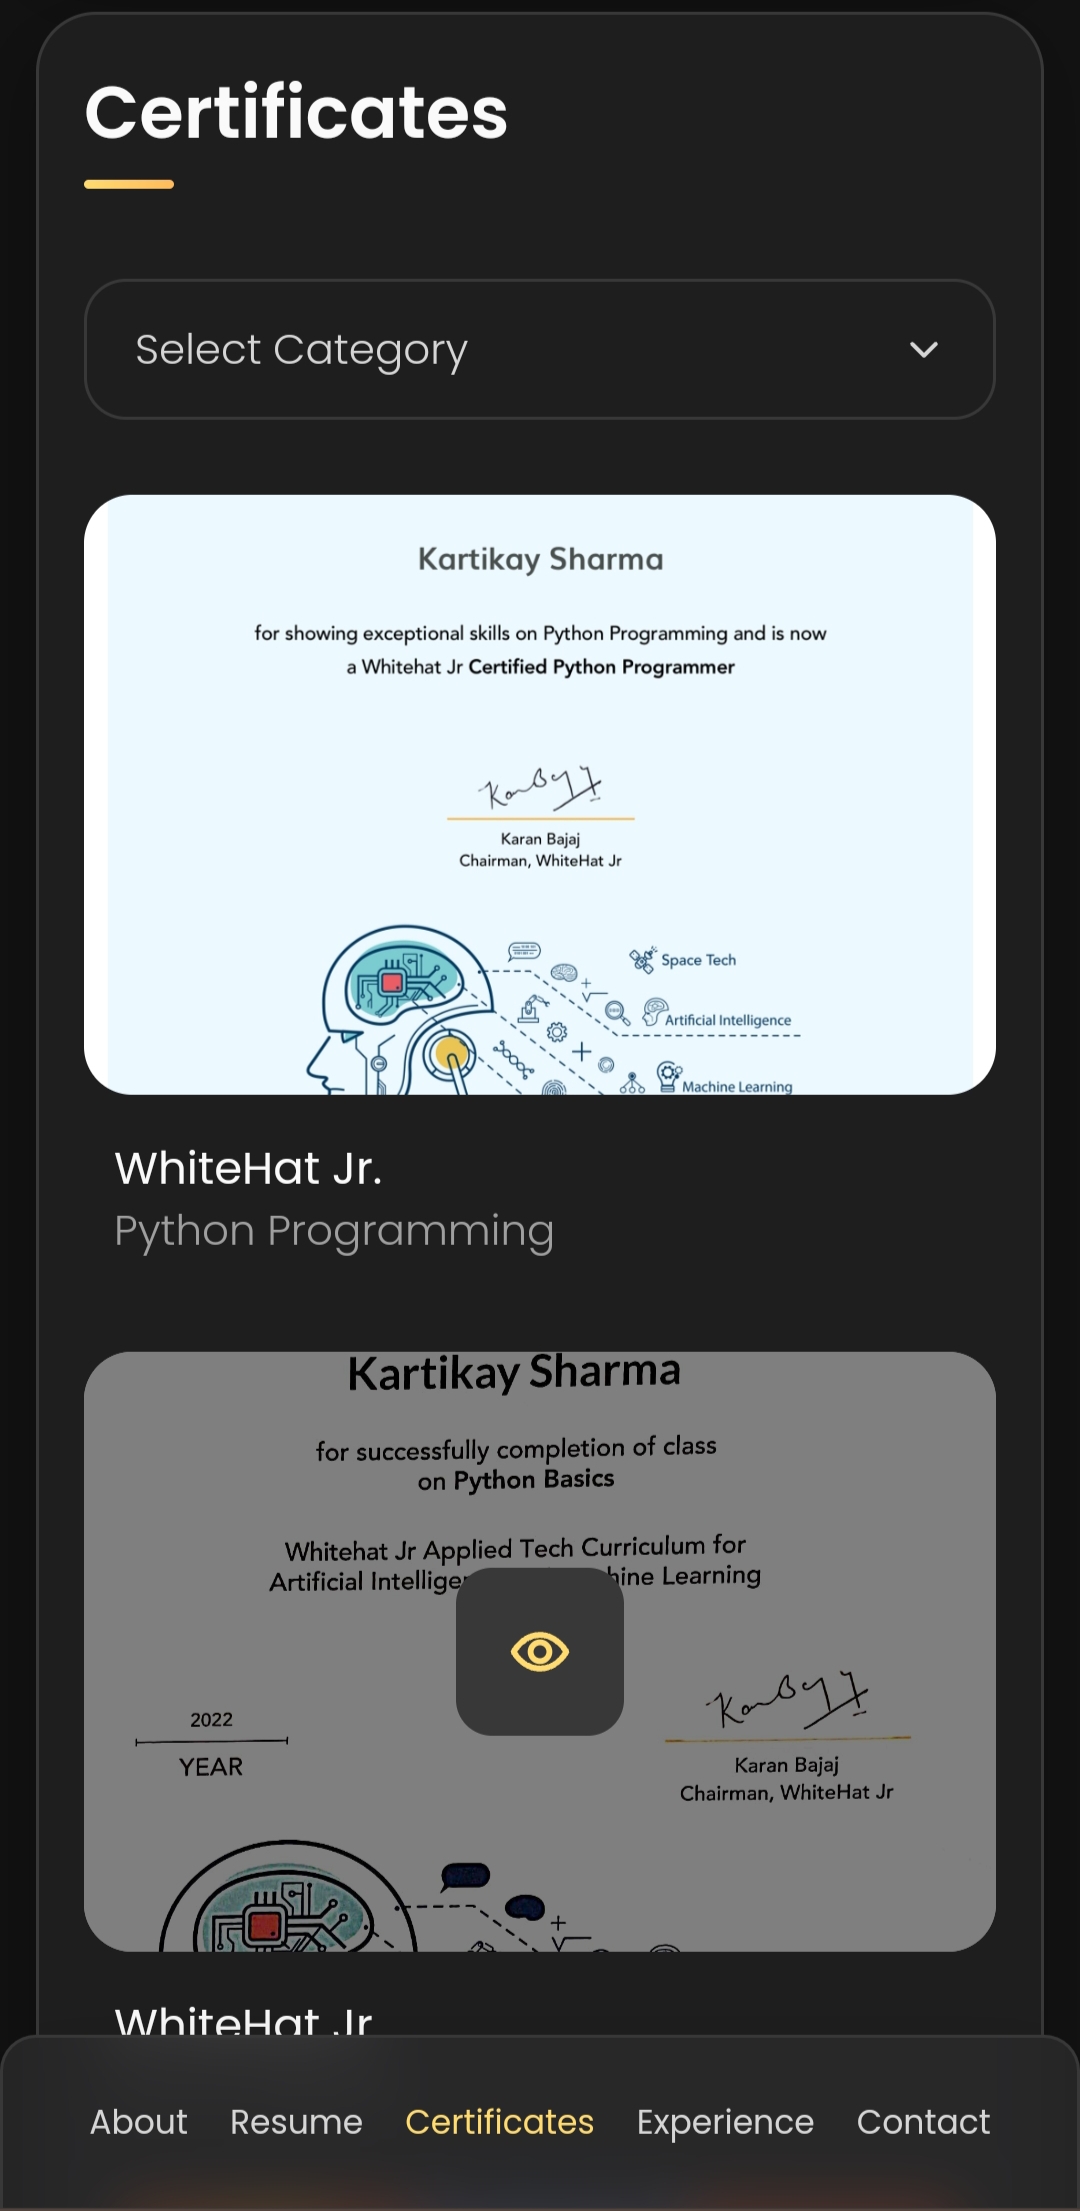 Certificates
Select Category
Kartikay Sharma
for showing exceptional skills on Python Programming and is now
a Whitehat Jr Certified Python Programmer
Karan Bajaj
Chairman, WhiteHat Jr
Space Tech
Artificial Intelligence
Machine Learning
WhiteHat Jr.
Python Programming
Kartikay Sharma
for successfully completion of class
on Python Basics
Whitehat Jr Applied Tech Curriculum for
Artificial Learning
2022
YEAR
Karan Bajaj
Chairman, WhiteHat Jr
WhiteHat Jr
About Resume Certificates Experience Contact